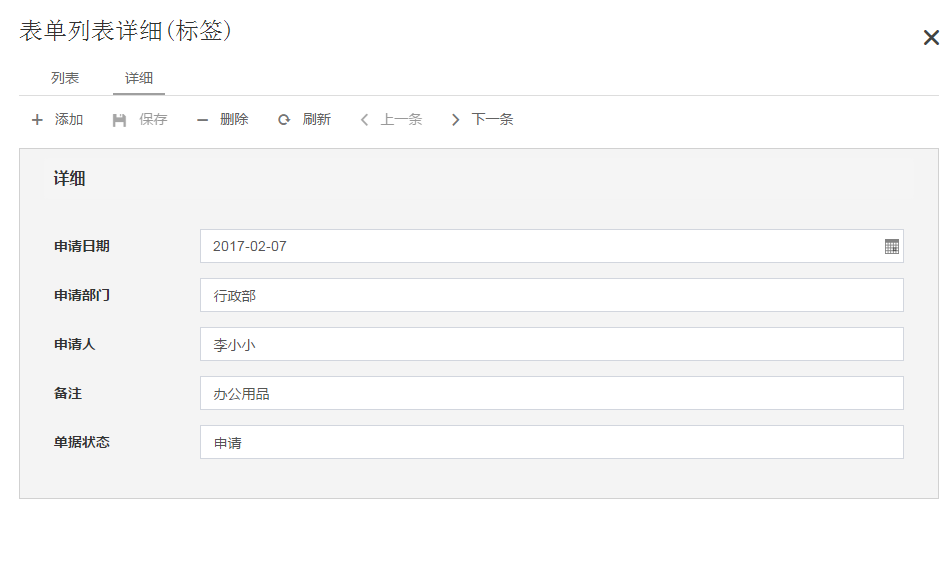 表单列表详细(标签)
列表 详细
添加 保存 删除 刷新 上一条 下一条
详细
申请日期 2017-02-07
申请部门 行政部
申请人 李小小
备注 办公用品
单据状态 申请